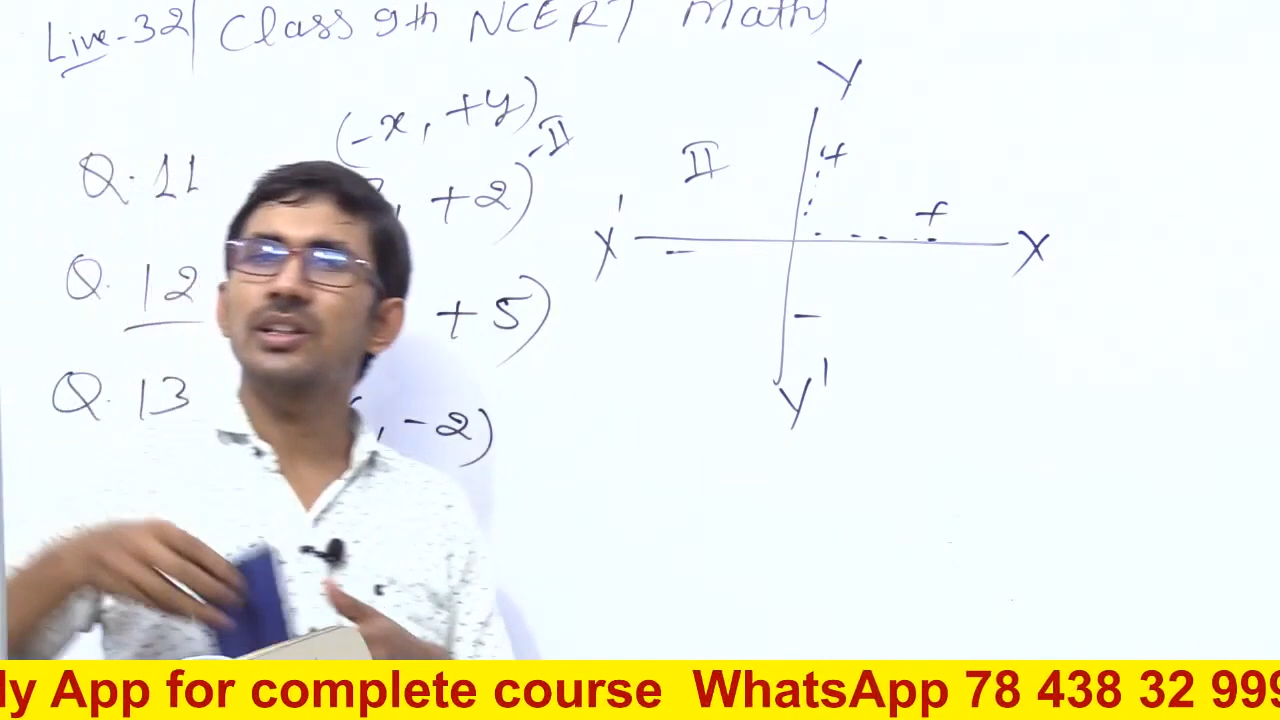 Live-32| Class 9th NCERT Maths
(-x, +y)
-II
Q. 11 , +2)
Q. 12 + 5)
Q. 13 , -2)
Y
+
II
+
X' X
-
-
Y'
ly App for complete course WhatsApp 78 438 32 999